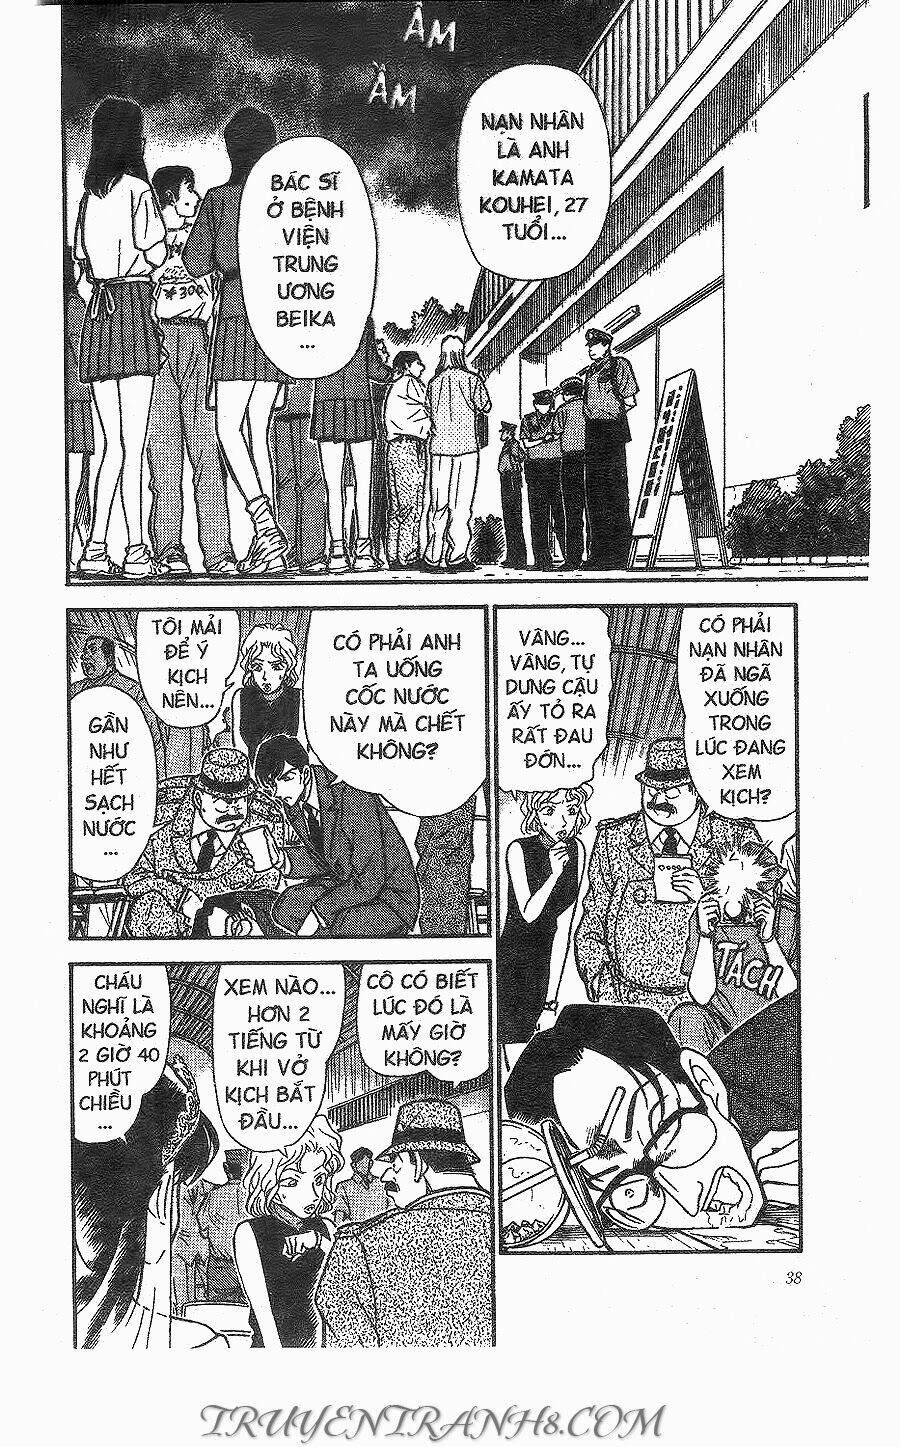 ẦM
ẦM
NẠN NHÂN
LÀ ANH
KAMATA
KOUHEI, 27
TUỔI...
BÁC SĨ
Ở BỆNH
VIỆN
TRUNG
ƯƠNG
BEIKA
...
¥300
CÓ PHẢI
NẠN NHÂN
ĐÃ NGÃ
XUỐNG
TRONG
LÚC ĐANG
XEM
KỊCH?
VÂNG...
VÂNG, TỰ
DƯNG CẬU
ẤY TỎ RA
RẤT ĐAU
ĐỚN...
TÁCH
CÓ PHẢI ANH
TA UỐNG
CỐC NƯỚC
NÀY MÀ CHẾT
KHÔNG?
TÔI MẢI
ĐỂ Ý
KỊCH
NÊN...
GẦN
NHƯ
HẾT
SẠCH
NƯỚC
...
CÔ CÓ BIẾT
LÚC ĐÓ LÀ
MẤY GIỜ
KHÔNG?
XEM NÀO...
HƠN 2
TIẾNG TỪ
KHI VỞ
KỊCH BẮT
ĐẦU...
CHÁU
NGHĨ LÀ
KHOẢNG
2 GIỜ 40
PHÚT
CHIỀU
...
38
TRUYENTRANH8.COM